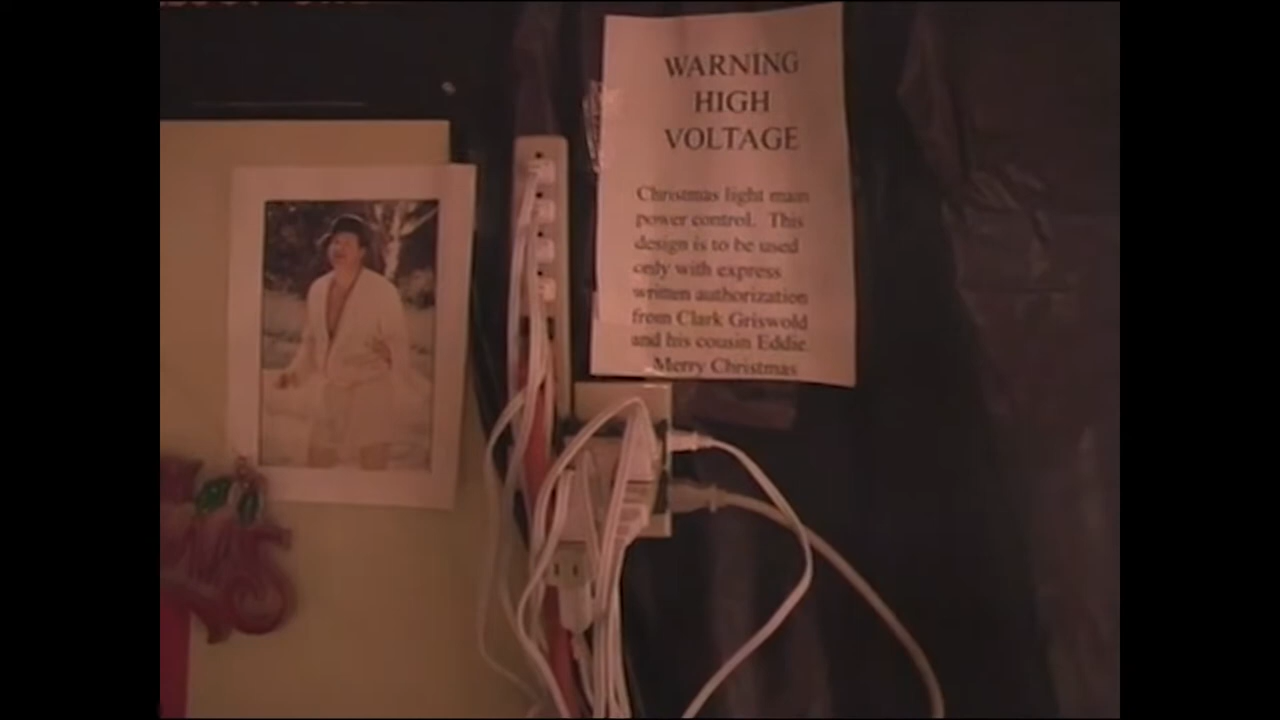 WARNING
HIGH
VOLTAGE
Christmas light main
power control. This
design is to be used
only with express
written authorization
from Clark Griswold
and his cousin Eddie.
Merry Christmas